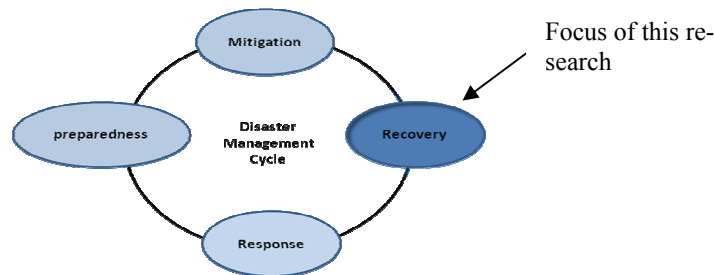 Mitigation
Focus of this re-
search
preparedness
Disaster
Management
Cycle
Recovery
Response